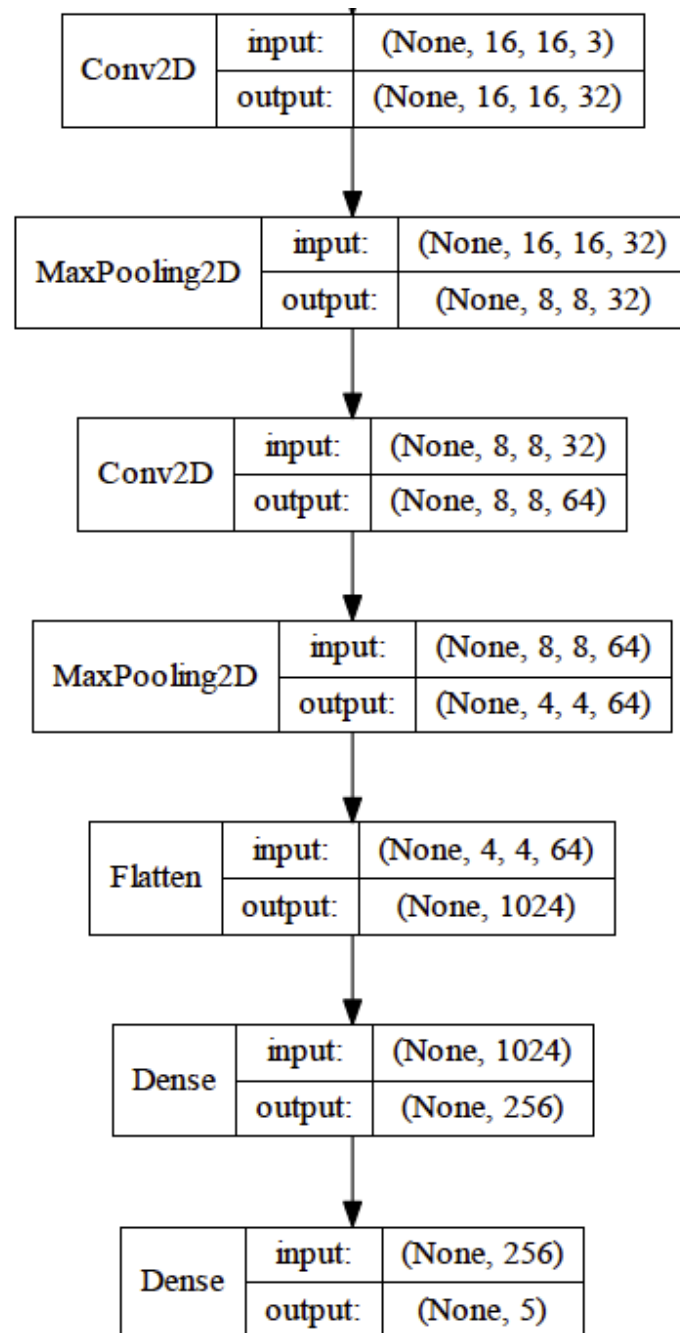 Conv2D
input: (None, 16, 16, 3)
output: (None, 16, 16, 32)
MaxPooling2D
input: (None, 16, 16, 32)
output: (None, 8, 8, 32)
Conv2D
input: (None, 8, 8, 32)
output: (None, 8, 8, 64)
MaxPooling2D
input: (None, 8, 8, 64)
output: (None, 4, 4, 64)
Flatten
input: (None, 4, 4, 64)
output: (None, 1024)
Dense
input: (None, 1024)
output: (None, 256)
Dense
input: (None, 256)
output: (None, 5)